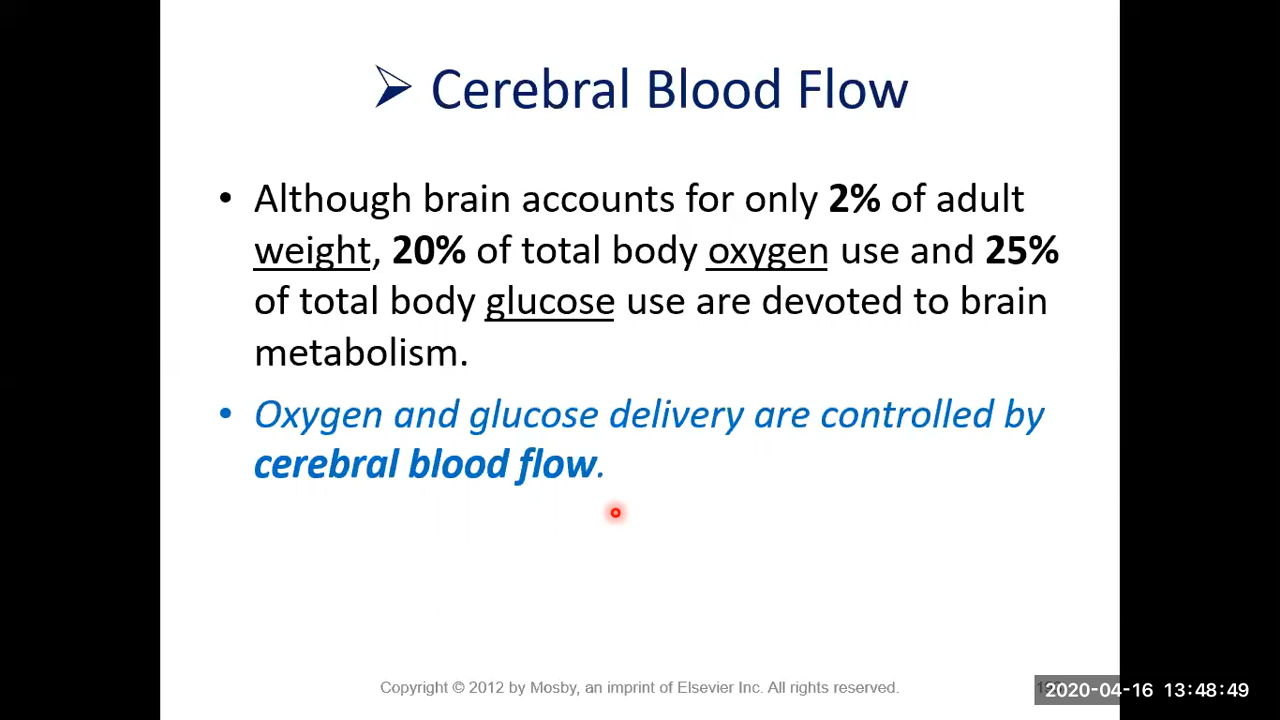 Cerebral Blood Flow
• Although brain accounts for only 2% of adult
weight, 20% of total body oxygen use and 25%
of total body glucose use are devoted to brain
metabolism.
• Oxygen and glucose delivery are controlled by
cerebral blood flow.
Copyright © 2012 by Mosby, an imprint of Elsevier Inc. All rights reserved.
2020-04-16 13:48:49